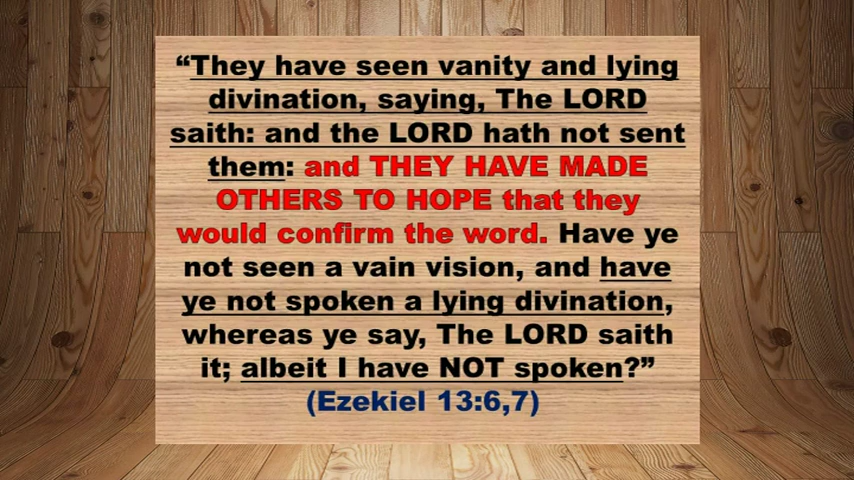 “They have seen vanity and lying
divination, saying, The LORD
saith: and the LORD hath not sent
them: and THEY HAVE MADE
OTHERS TO HOPE that they
would confirm the word. Have ye
not seen a vain vision, and have
ye not spoken a lying divination,
whereas ye say, The LORD saith
it; albeit I have NOT spoken?”
(Ezekiel 13:6,7)